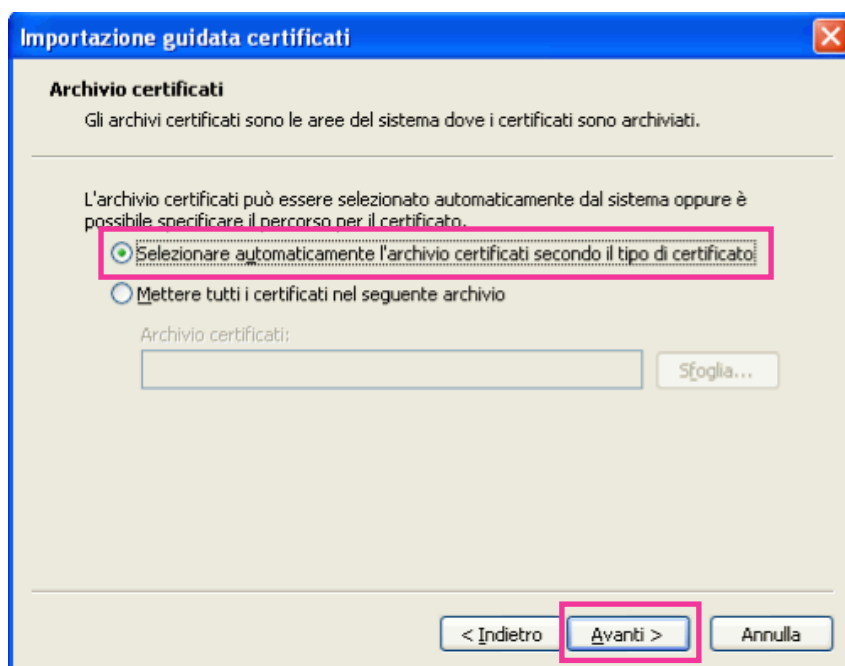 Importazione guidata certificati
Archivio certificati
Gli archivi certificati sono le aree del sistema dove i certificati sono archiviati.
L'archivio certificati può essere selezionato automaticamente dal sistema oppure è
possibile specificare il percorso per il certificato.
Selezionare automaticamente l'archivio certificati secondo il tipo di certificato
Mettere tutti i certificati nel seguente archivio
Archivio certificati:
Sfoglia...
< Indietro
Avanti >
Annulla